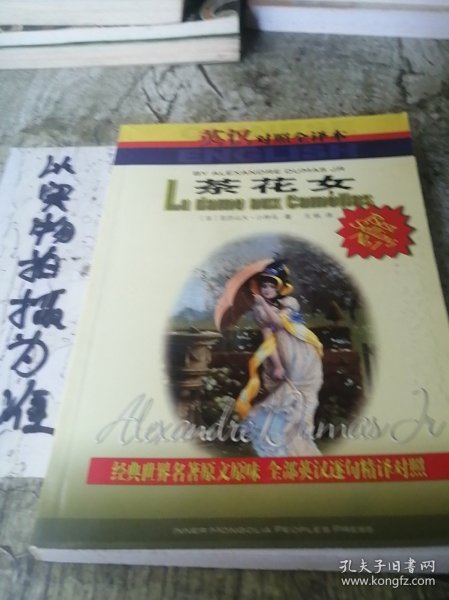 以实物拍摄为准
英汉对照全译本
ENGLISH
BY ALEXANDRE DUMAS JR
茶花女
La dame aux Camélias
Alexandre Dumas Jr
经典世界名著原文原味 全部英汉逐句精译对照
INNER MONGOLIA PEOPLES PRESS
孔夫子旧书网
www.kongfz.com